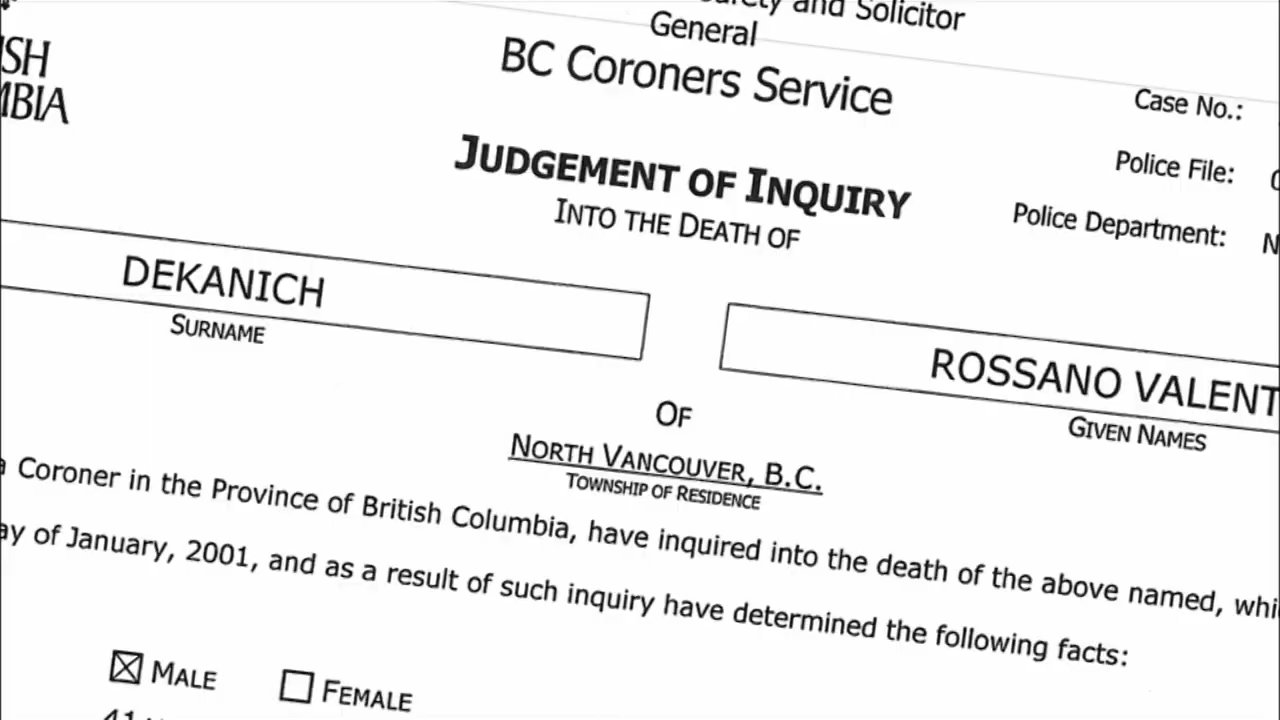 and Solicitor
General
BC Coroners Service
JUDGEMENT OF INQUIRY
INTO THE DEATH OF
Case No.:
Police File:
Police Department:
DEKANICH
SURNAME
ROSSANO VALENT
GIVEN NAMES
OF
NORTH VANCOUVER, B.C.
TOWNSHIP OF RESIDENCE
a Coroner in the Province of British Columbia, have inquired into the death of the above named,
of January, 2001, and as a result of such inquiry have determined the following facts:
☒ MALE ☐ FEMALE